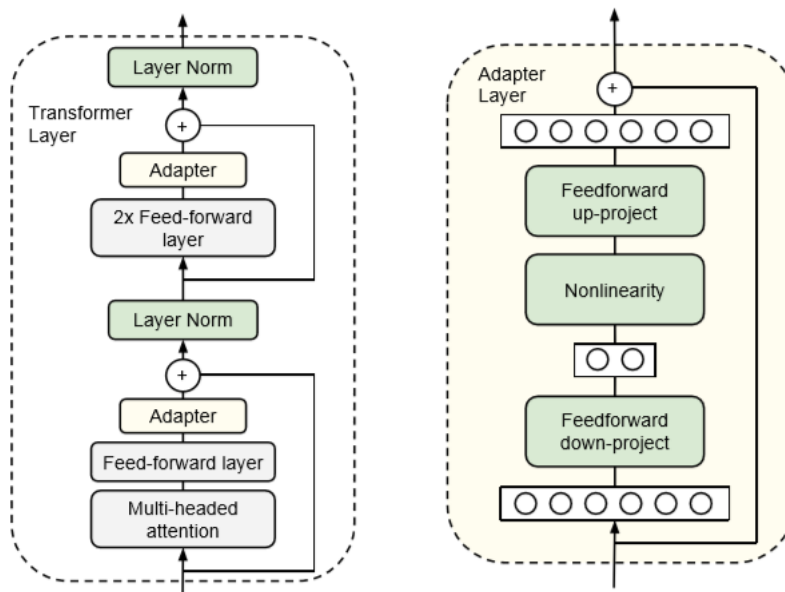 Layer Norm
Transformer
Layer
+
Adapter
2x Feed-forward
layer
Layer Norm
+
Adapter
Feed-forward layer
Multi-headed
attention
Adapter
Layer
+
Feedforward
up-project
Nonlinearity
Feedforward
down-project